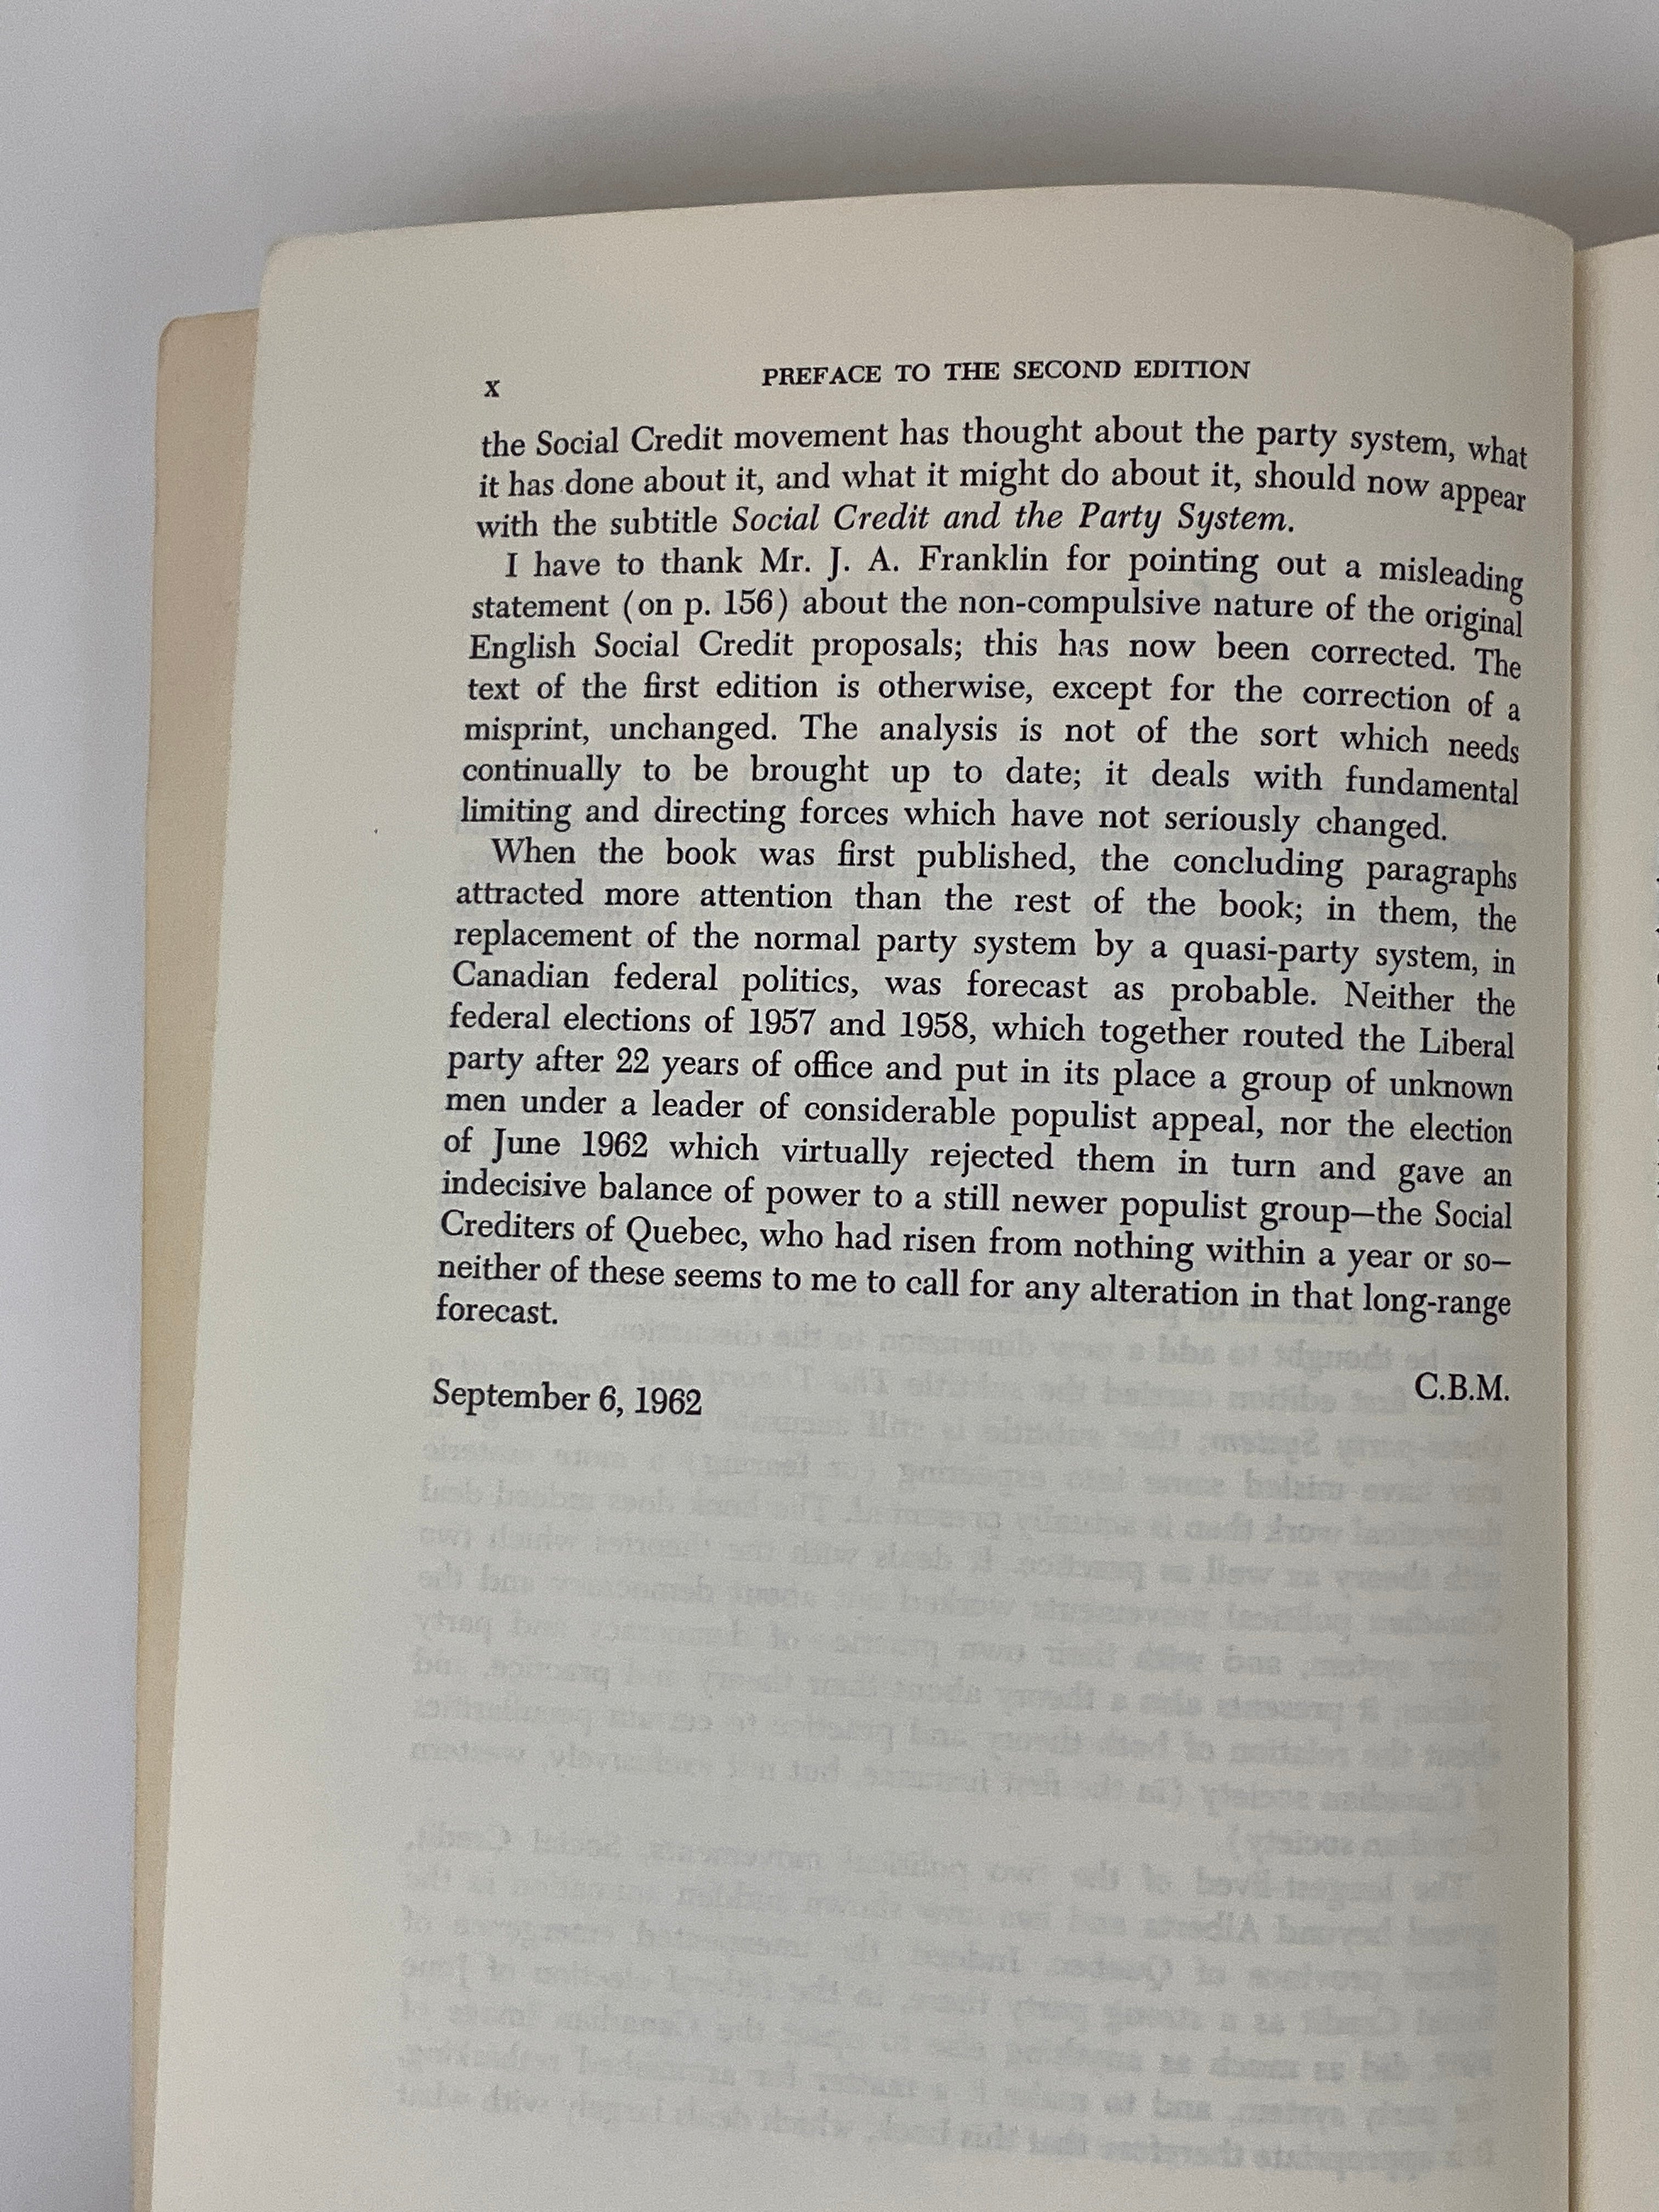 x PREFACE TO THE SECOND EDITION
the Social Credit movement has thought about the party system, what
it has done about it, and what it might do about it, should now appear
with the subtitle Social Credit and the Party System.
I have to thank Mr. J. A. Franklin for pointing out a misleading
statement (on p. 156) about the non-compulsive nature of the original
English Social Credit proposals; this has now been corrected. The
text of the first edition is otherwise, except for the correction of a
misprint, unchanged. The analysis is not of the sort which needs
continually to be brought up to date; it deals with fundamental
limiting and directing forces which have not seriously changed.
When the book was first published, the concluding paragraphs
attracted more attention than the rest of the book; in them, the
replacement of the normal party system by a quasi-party system, in
Canadian federal politics, was forecast as probable. Neither the
federal elections of 1957 and 1958, which together routed the Liberal
party after 22 years of office and put in its place a group of unknown
men under a leader of considerable populist appeal, nor the election
of June 1962 which virtually rejected them in turn and gave an
indecisive balance of power to a still newer populist group—the Social
Crediters of Quebec, who had risen from nothing within a year or so—
neither of these seems to me to call for any alteration in that long-range
forecast.
September 6, 1962 C.B.M.